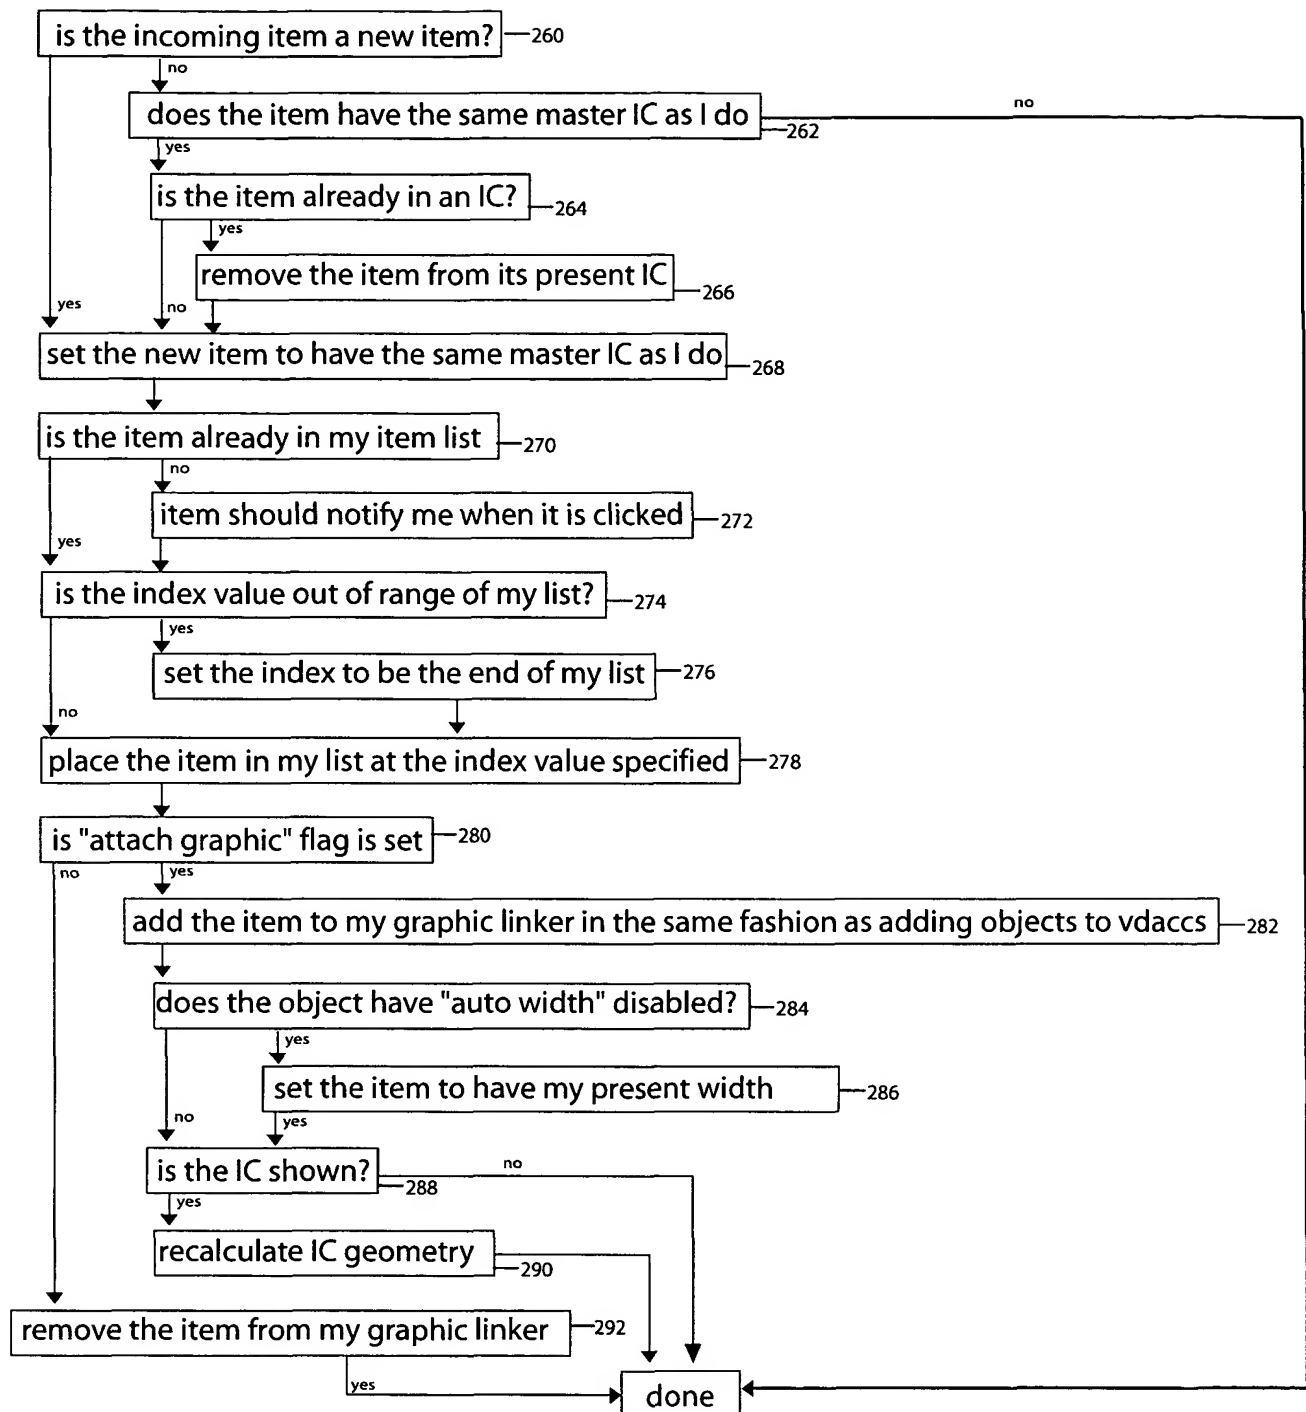 is the incoming item a new item?
260
no
does the item have the same master IC as I do
no
262
yes
is the item already in an IC?
264
yes
remove the item from its present IC
266
yes
no
set the new item to have the same master IC as I do
268
is the item already in my item list
270
no
item should notify me when it is clicked
272
yes
is the index value out of range of my list?
274
yes
set the index to be the end of my list
276
no
place the item in my list at the index value specified
278
is "attach graphic" flag is set
280
no
yes
add the item to my graphic linker in the same fashion as adding objects to vdaccs
282
does the object have "auto width" disabled?
284
yes
set the item to have my present width
286
no
yes
is the IC shown?
no
288
yes
recalculate IC geometry
290
remove the item from my graphic linker
292
yes
done